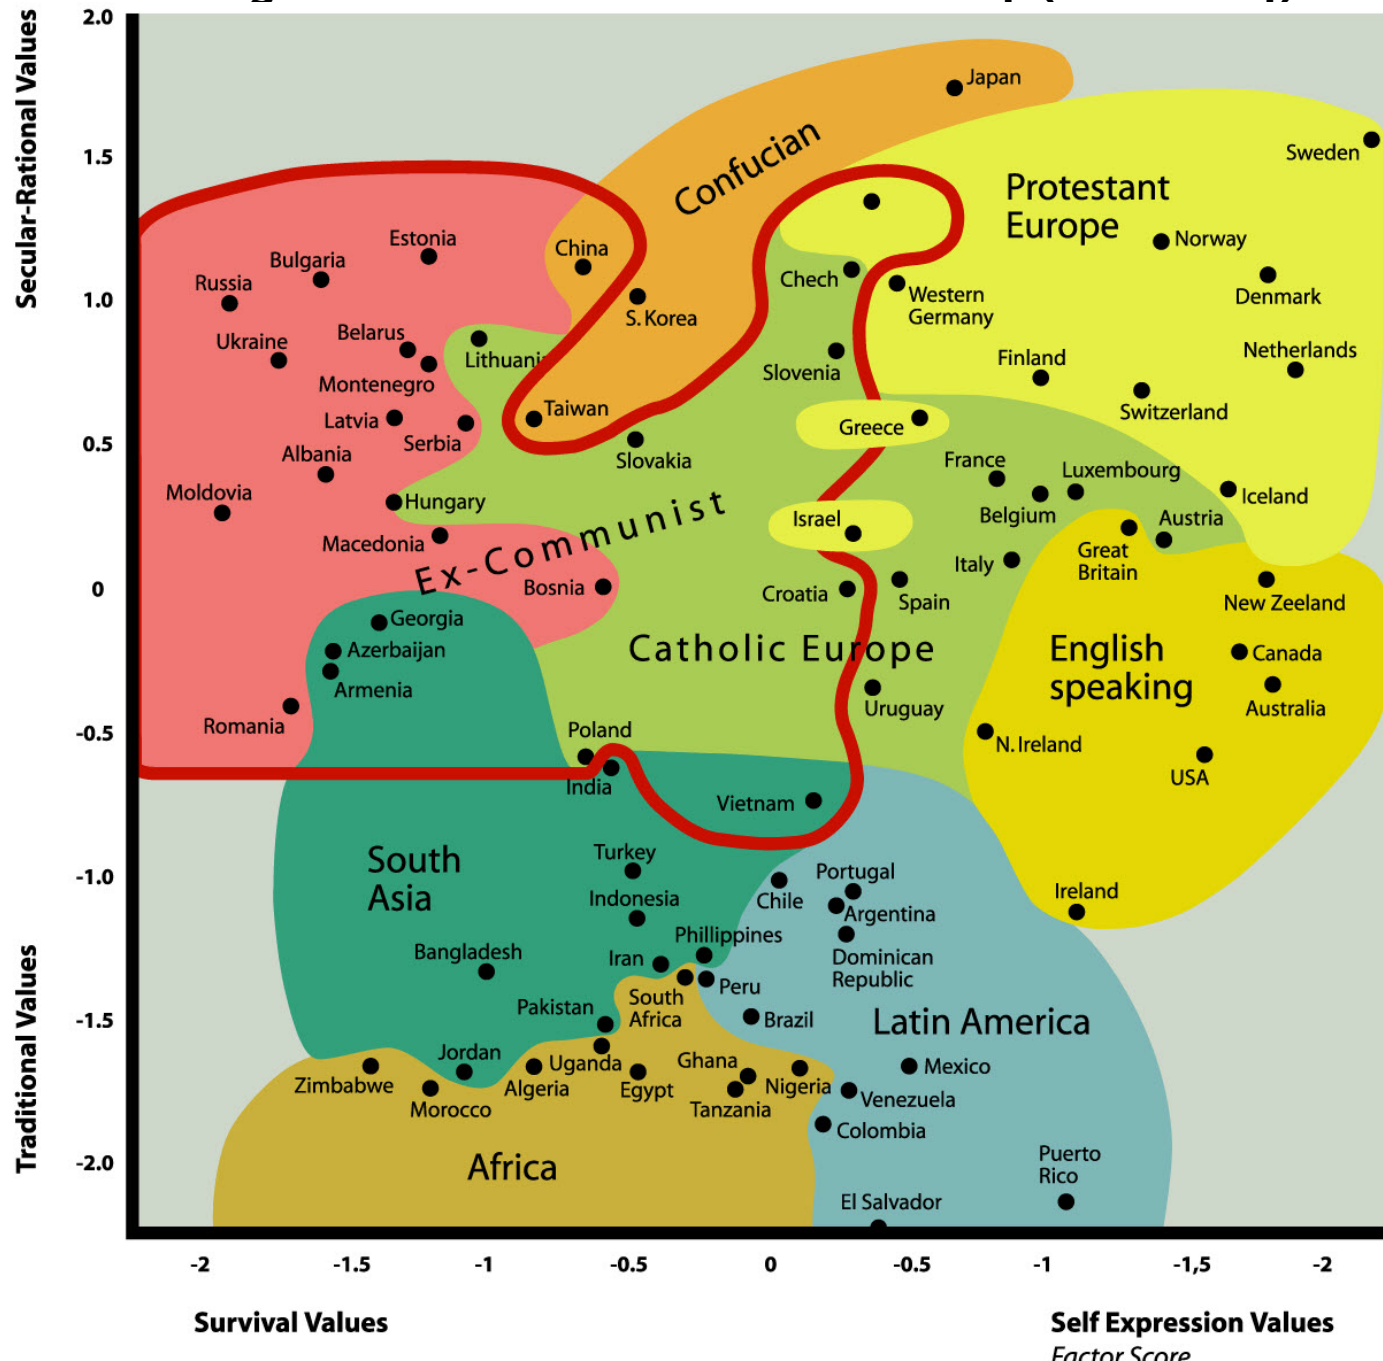 2.0
Secular-Rational Values
Japan
1.5
Confucian
Sweden
Protestant
Europe
Norway
Estonia
China
Bulgaria
Russia
Chech
Denmark
1.0
Western
Germany
S. Korea
Ukraine
Belarus
Lithuani
Montenegro
Slovenia
Finland
Netherlands
Switzerland
Latvia
Serbia
Taiwan
Greece
0.5
Albania
Slovakia
France
Luxembourg
Moldovia
Hungary
Belgium
Iceland
Israel
Austria
Macedonia
Ex-Communist
Great
Britain
Italy
0
Bosnia
Croatia
Spain
New Zeeland
Georgia
Azerbaijan
Armenia
Catholic Europe
English
speaking
Canada
Romania
Uruguay
Australia
-0.5
Poland
N. Ireland
India
USA
Vietnam
South
Asia
Turkey
-1.0
Portugal
Chile
Argentina
Ireland
Indonesia
Phillippines
Bangladesh
Iran
Dominican
Republic
Peru
South
Africa
Pakistan
-1.5
Brazil
Latin America
Jordan
Uganda
Ghana
Mexico
Zimbabwe
Algeria
Egypt
Nigeria
Morocco
Tanzania
Venezuela
Colombia
Traditional Values
-2.0
Africa
Puerto
Rico
El Salvador
-2 -1.5 -1 -0.5 0 -0.5 -1 -1,5 -2
Survival Values
Self Expression Values
Factor Score